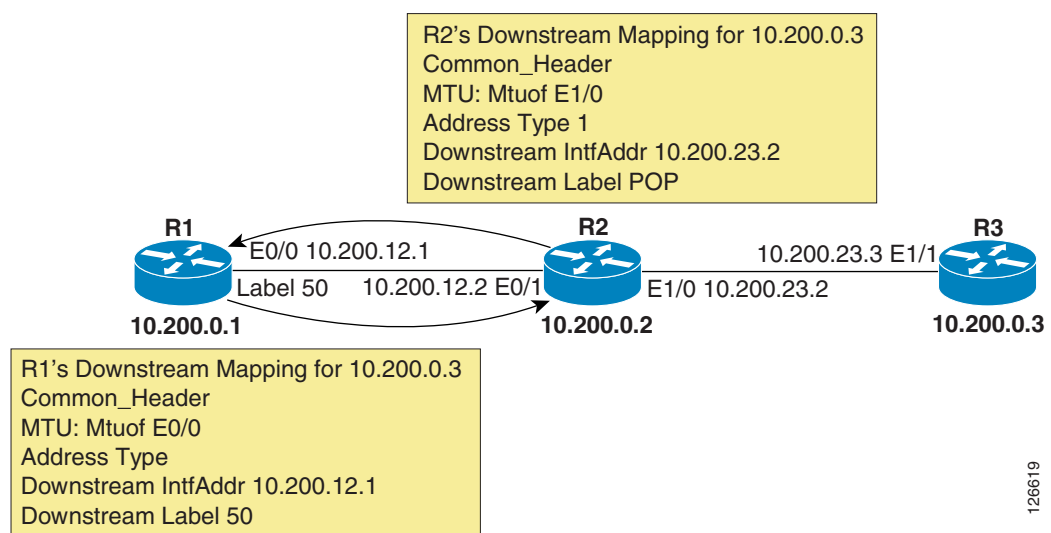 R2's Downstream Mapping for 10.200.0.3
Common_Header
MTU: Mtuof E1/0
Address Type 1
Downstream IntfAddr 10.200.23.2
Downstream Label POP
R1
R2
R3
E0/0 10.200.12.1
10.200.23.3 E1/1
Label 50
10.200.12.2 E0/1
E1/0 10.200.23.2
10.200.0.1
10.200.0.2
10.200.0.3
R1's Downstream Mapping for 10.200.0.3
Common_Header
MTU: Mtuof E0/0
Address Type
Downstream IntfAddr 10.200.12.1
Downstream Label 50
126619